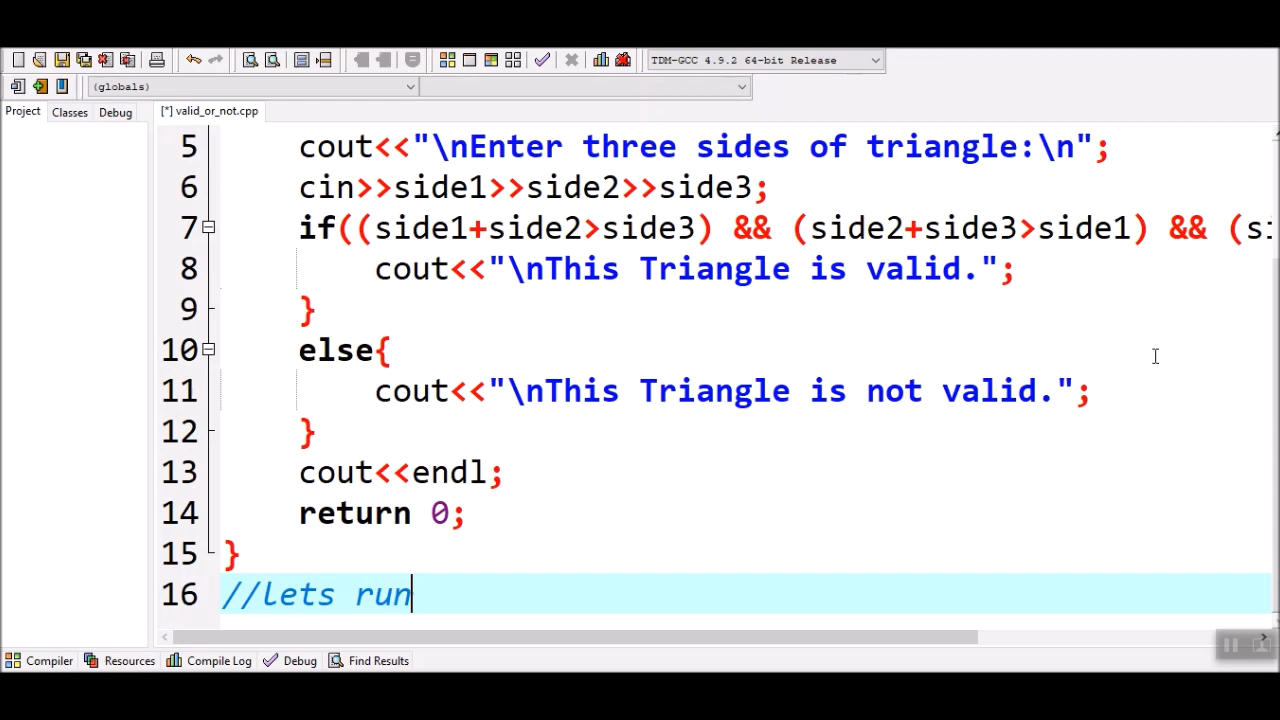 TDM-GCC 4.9.2 64-bit Release
(globals)
Project Classes Debug [*] valid_or_not.cpp
5 cout<<"\nEnter three sides of triangle:\n";
6 cin>>side1>>side2>>side3;
7 if((side1+side2>side3) && (side2+side3>side1) && (si
8 cout<<"\nThis Triangle is valid.";
9 }
10 else{
11 cout<<"\nThis Triangle is not valid.";
12 }
13 cout<<endl;
14 return 0;
15 }
16 //lets run
Compiler Resources Compile Log Debug Find Results